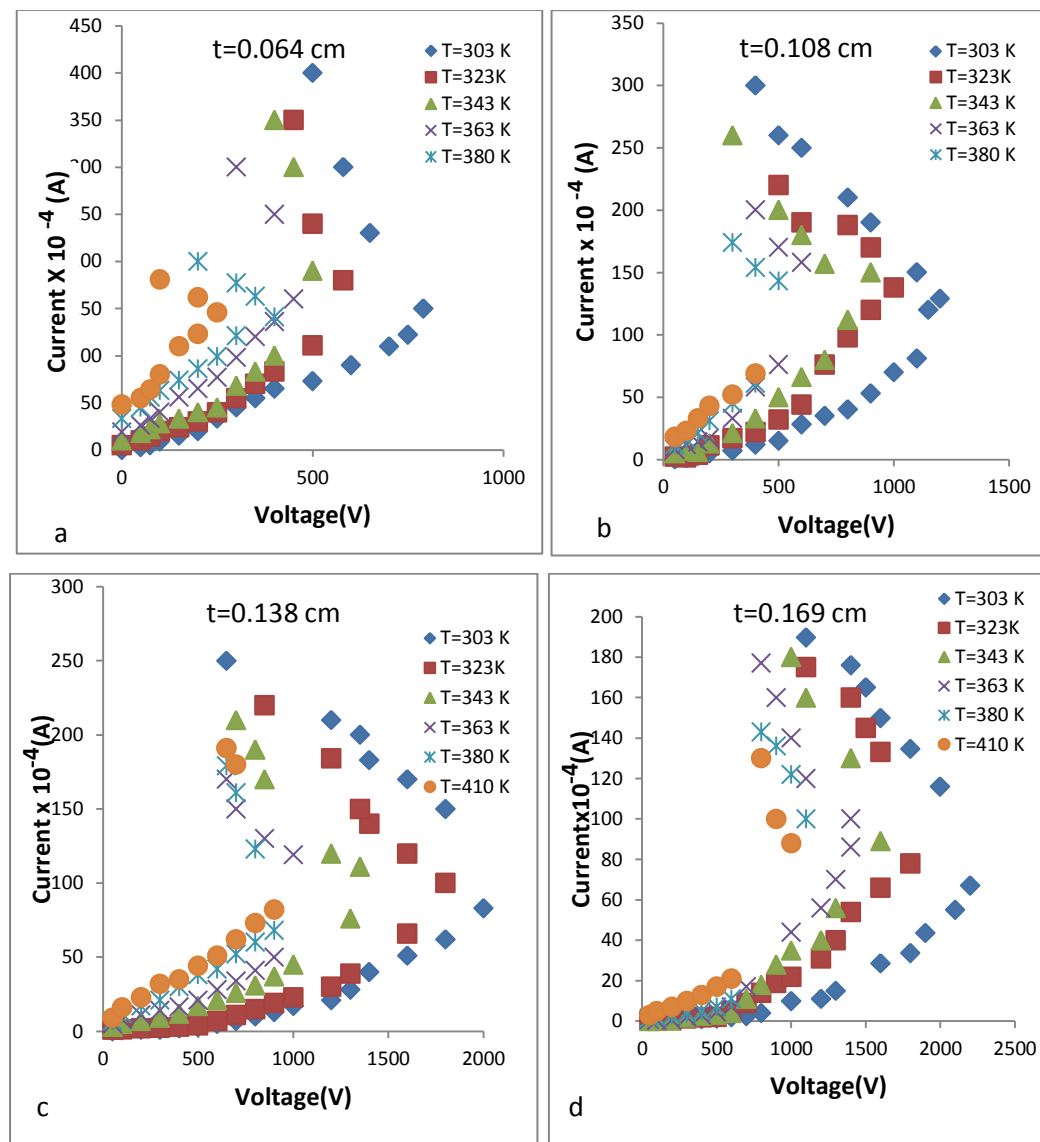 t=0.064 cm
450
400
350
00
50
00
50
00
50
0
0
500
1000
Current X 10 -4 (A)
Voltage(V)
T=303 K
T=323K
T=343 K
T=363 K
T=380 K
a
t=0.108 cm
350
300
250
200
150
100
50
0
0
500
1000
1500
Current x 10 -4 (A)
Voltage(V)
T=303 K
T=323K
T=343 K
T=363 K
T=380 K
b
t=0.138 cm
300
250
200
150
100
50
0
0
500
1000
1500
2000
Current x 10-4(A)
Voltage(V)
T=303 K
T=323K
T=343 K
T=363 K
T=380 K
T=410 K
c
t=0.169 cm
200
180
160
140
120
100
80
60
40
20
0
0
500
1000
1500
2000
2500
Currentx10-4(A)
Voltage(V)
T=303 K
T=323K
T=343 K
T=363 K
T=380 K
T=410 K
d